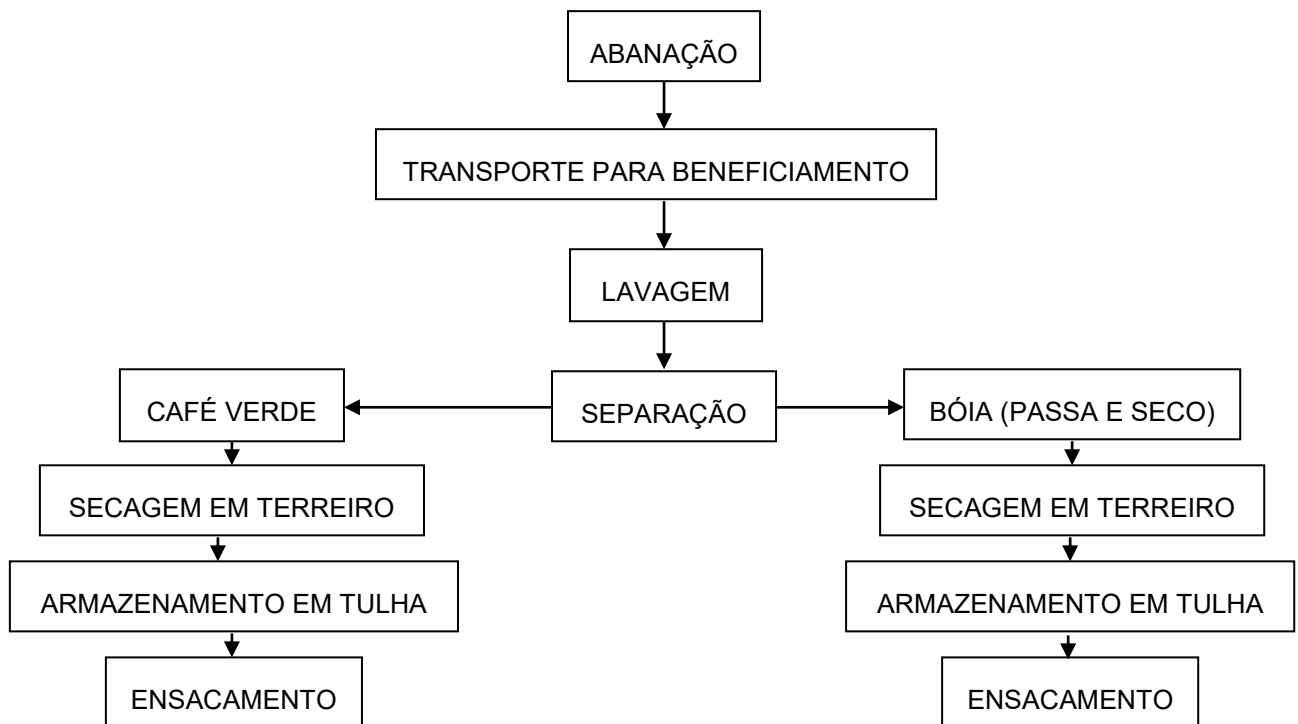 ABANAÇÃO
TRANSPORTE PARA BENEFICIAMENTO
LAVAGEM
CAFÉ VERDE
SEPARAÇÃO
BÓIA (PASSA E SECO)
SECAGEM EM TERREIRO
SECAGEM EM TERREIRO
ARMAZENAMENTO EM TULHA
ARMAZENAMENTO EM TULHA
ENSACAMENTO
ENSACAMENTO